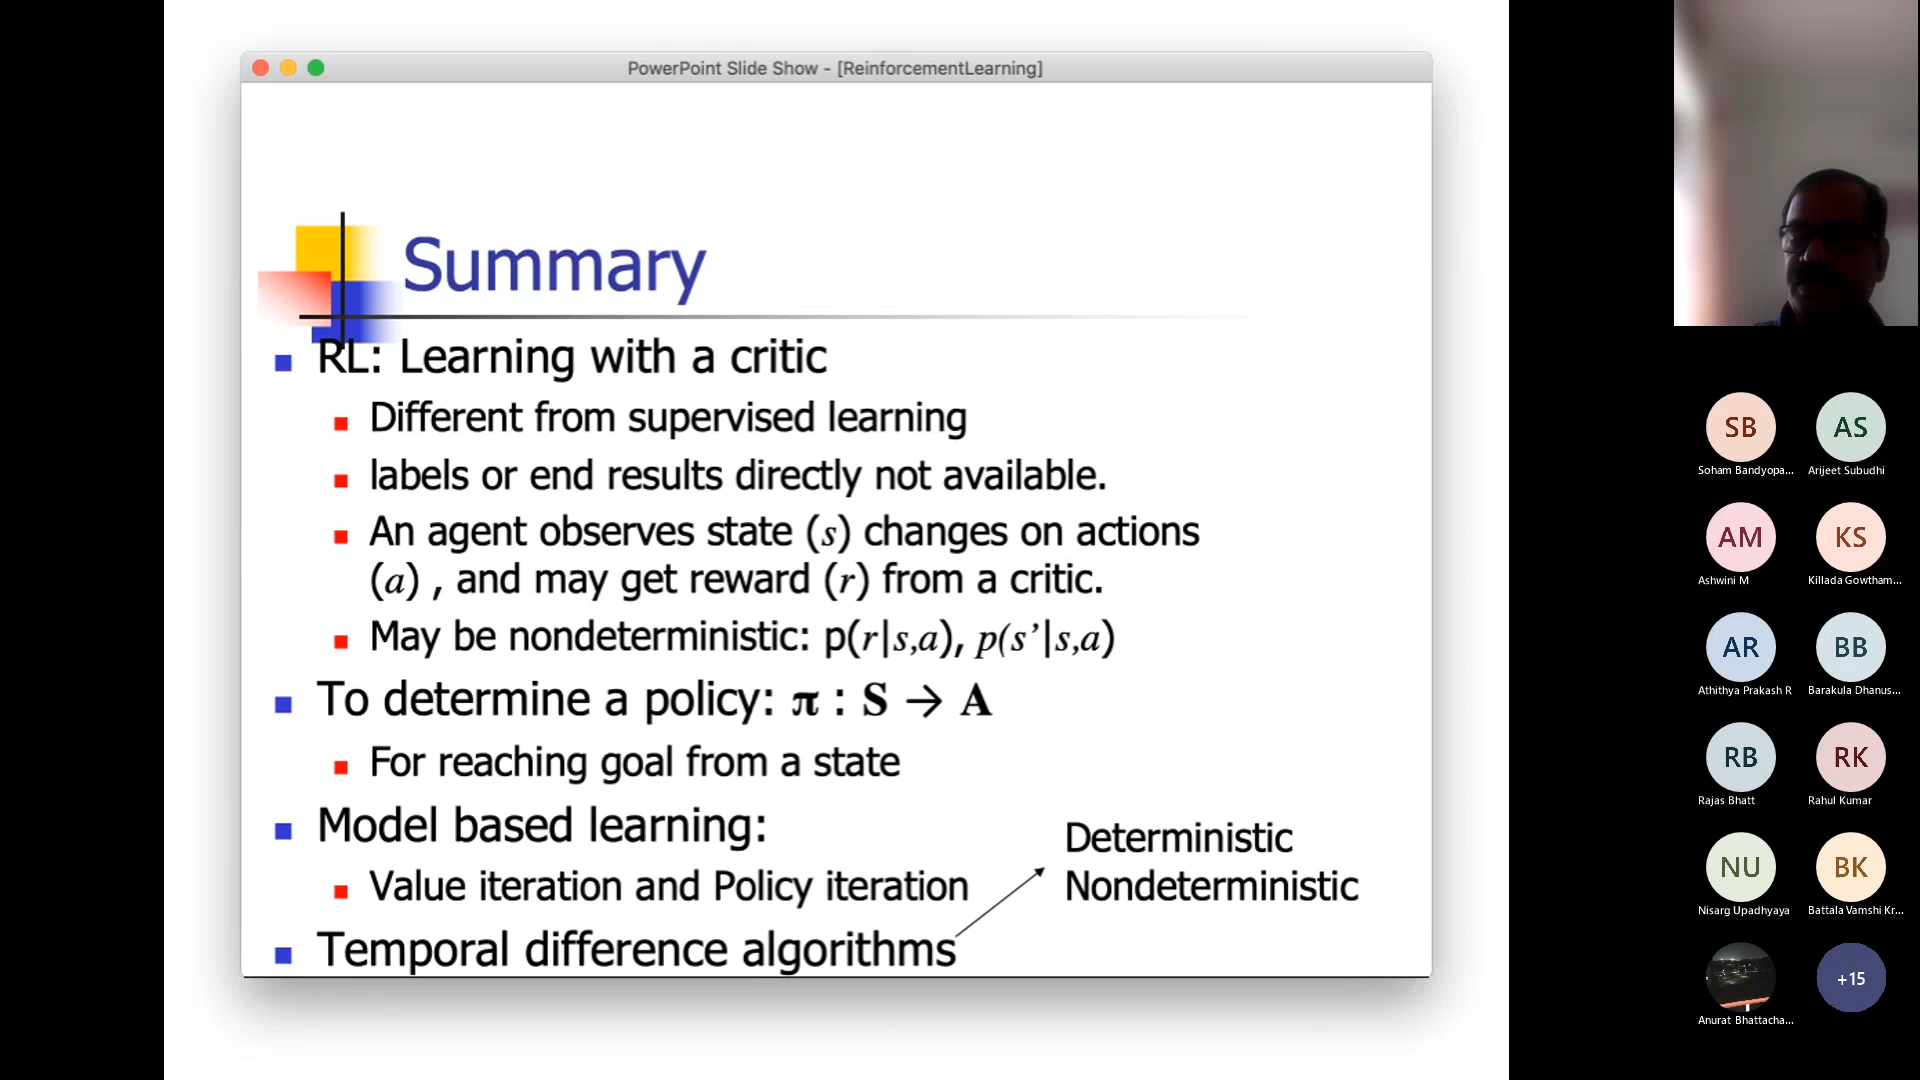 PowerPoint Slide Show - [ReinforcementLearning]
Summary
RL: Learning with a critic
Different from supervised learning
labels or end results directly not available.
An agent observes state (s) changes on actions
(a) , and may get reward (r) from a critic.
May be nondeterministic: p(r|s,a), p(s’|s,a)
To determine a policy: π : S → A
For reaching goal from a state
Model based learning:
Value iteration and Policy iteration
Temporal difference algorithms
Deterministic
Nondeterministic
SB
Soham Bandyopa...
AS
Arijeet Subudhi
AM
Ashwini M
KS
Killada Gowtham...
AR
Athithya Prakash R
BB
Barakula Dhanus...
RB
Rajas Bhatt
RK
Rahul Kumar
NU
Nisarg Upadhyaya
BK
Battala Vamshi Kr...
Anurat Bhattacha...
+15